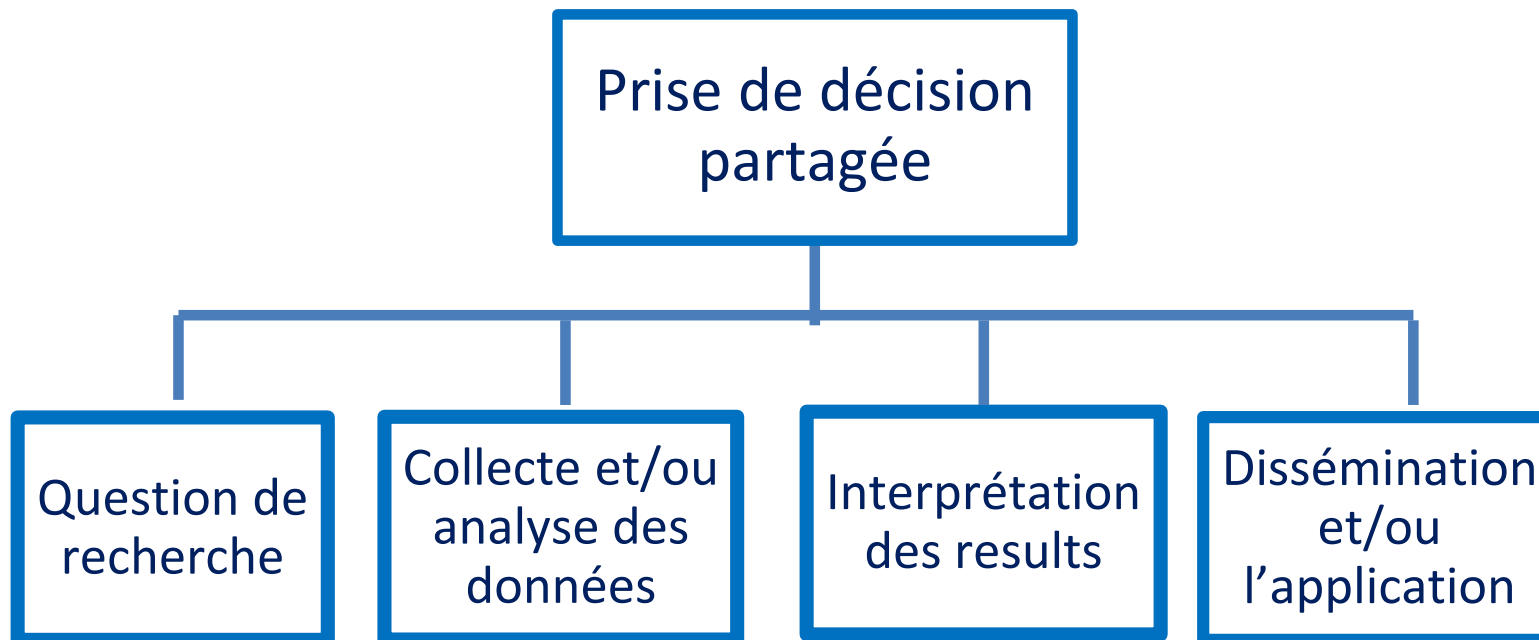 Prise de décision
partagée
Question de
recherche
Collecte et/ou
analyse des
données
Interprétation
des results
Dissémination
et/ou
l’application